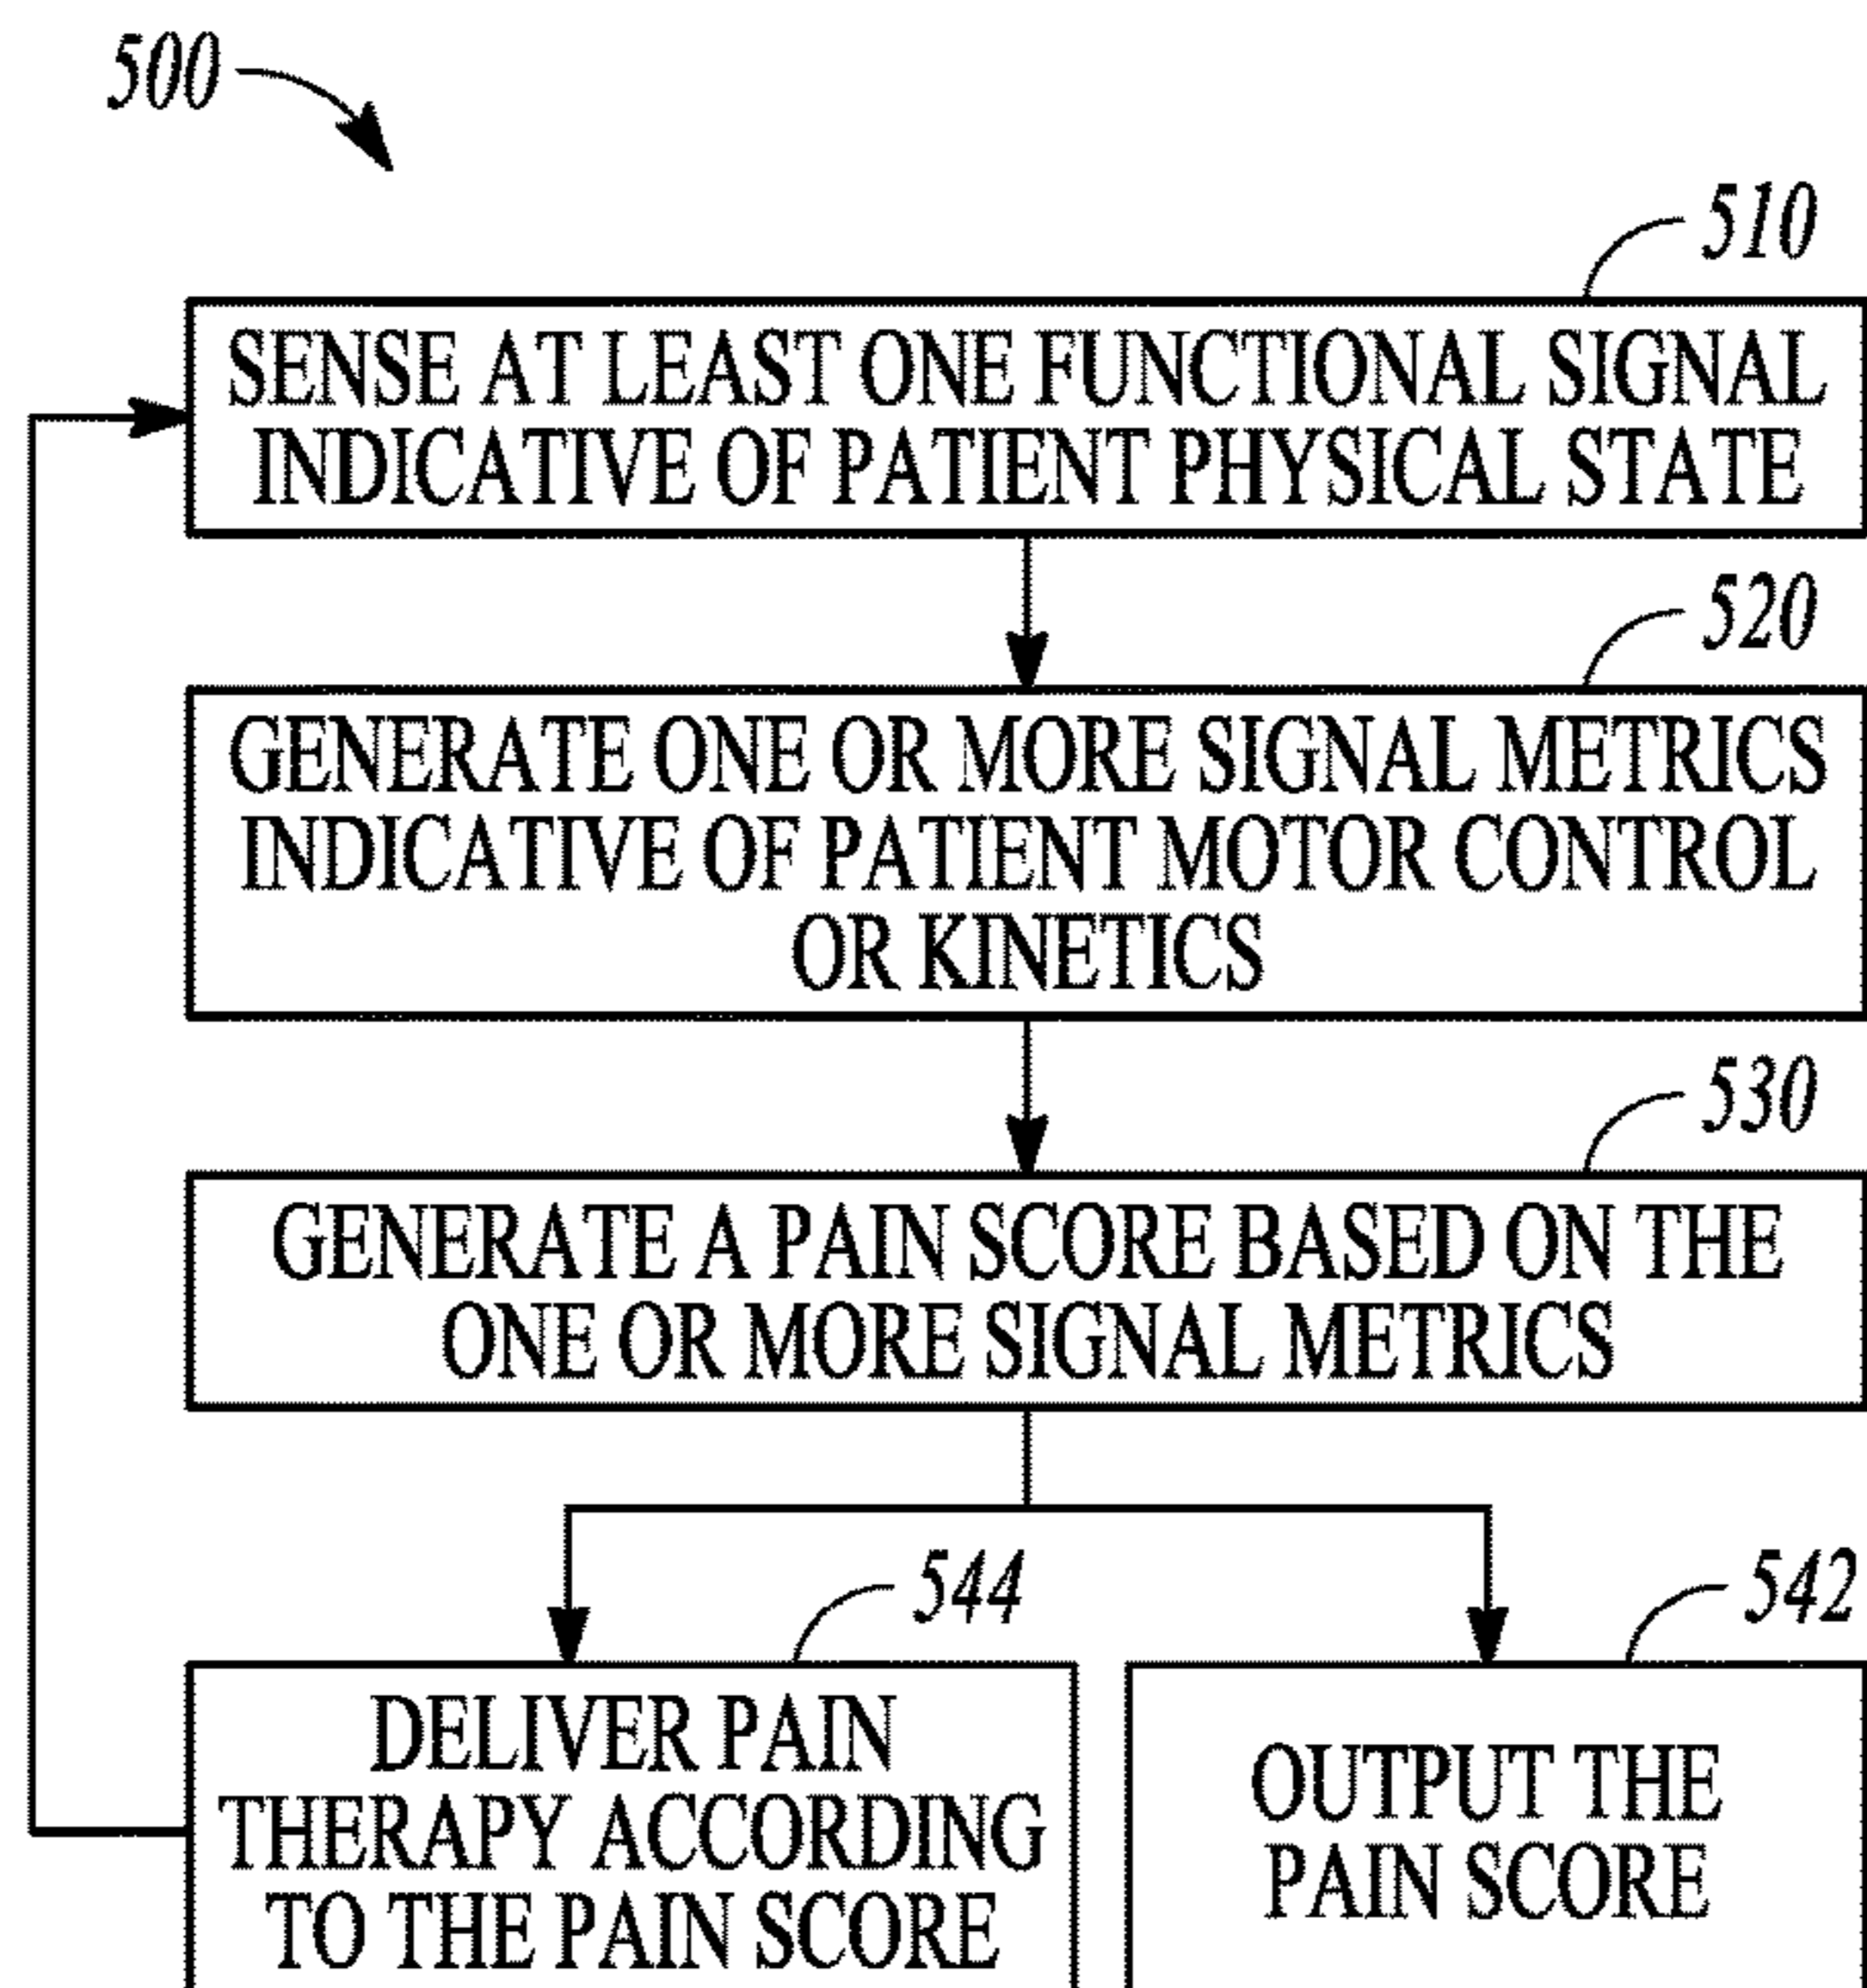 500
510
SENSE AT LEAST ONE FUNCTIONAL SIGNAL
INDICATIVE OF PATIENT PHYSICAL STATE
520
GENERATE ONE OR MORE SIGNAL METRICS
INDICATIVE OF PATIENT MOTOR CONTROL
OR KINETICS
530
GENERATE A PAIN SCORE BASED ON THE
ONE OR MORE SIGNAL METRICS
544
DELIVER PAIN
THERAPY ACCORDING
TO THE PAIN SCORE
542
OUTPUT THE
PAIN SCORE